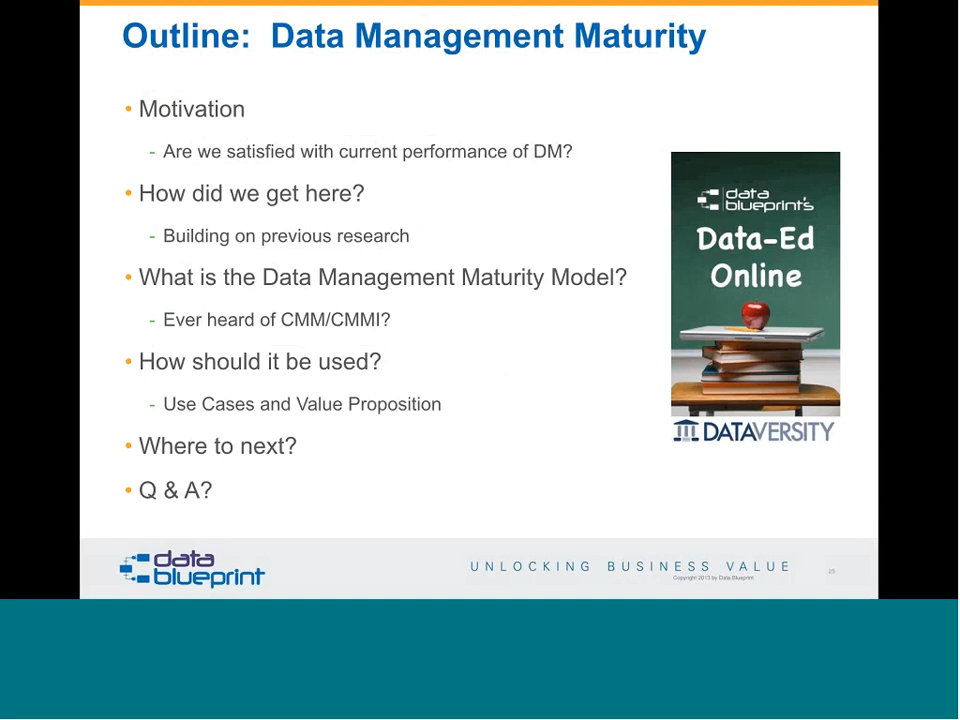 Outline: Data Management Maturity
• Motivation
- Are we satisfied with current performance of DM?
• How did we get here?
- Building on previous research
• What is the Data Management Maturity Model?
- Ever heard of CMM/CMMI?
• How should it be used?
- Use Cases and Value Proposition
• Where to next?
• Q & A?
data
blueprint's
Data-Ed
Online
DATAVERSITY
data
blueprint
UNLOCKING BUSINESS VALUE
Copyright 2013 by Data Blueprint
25